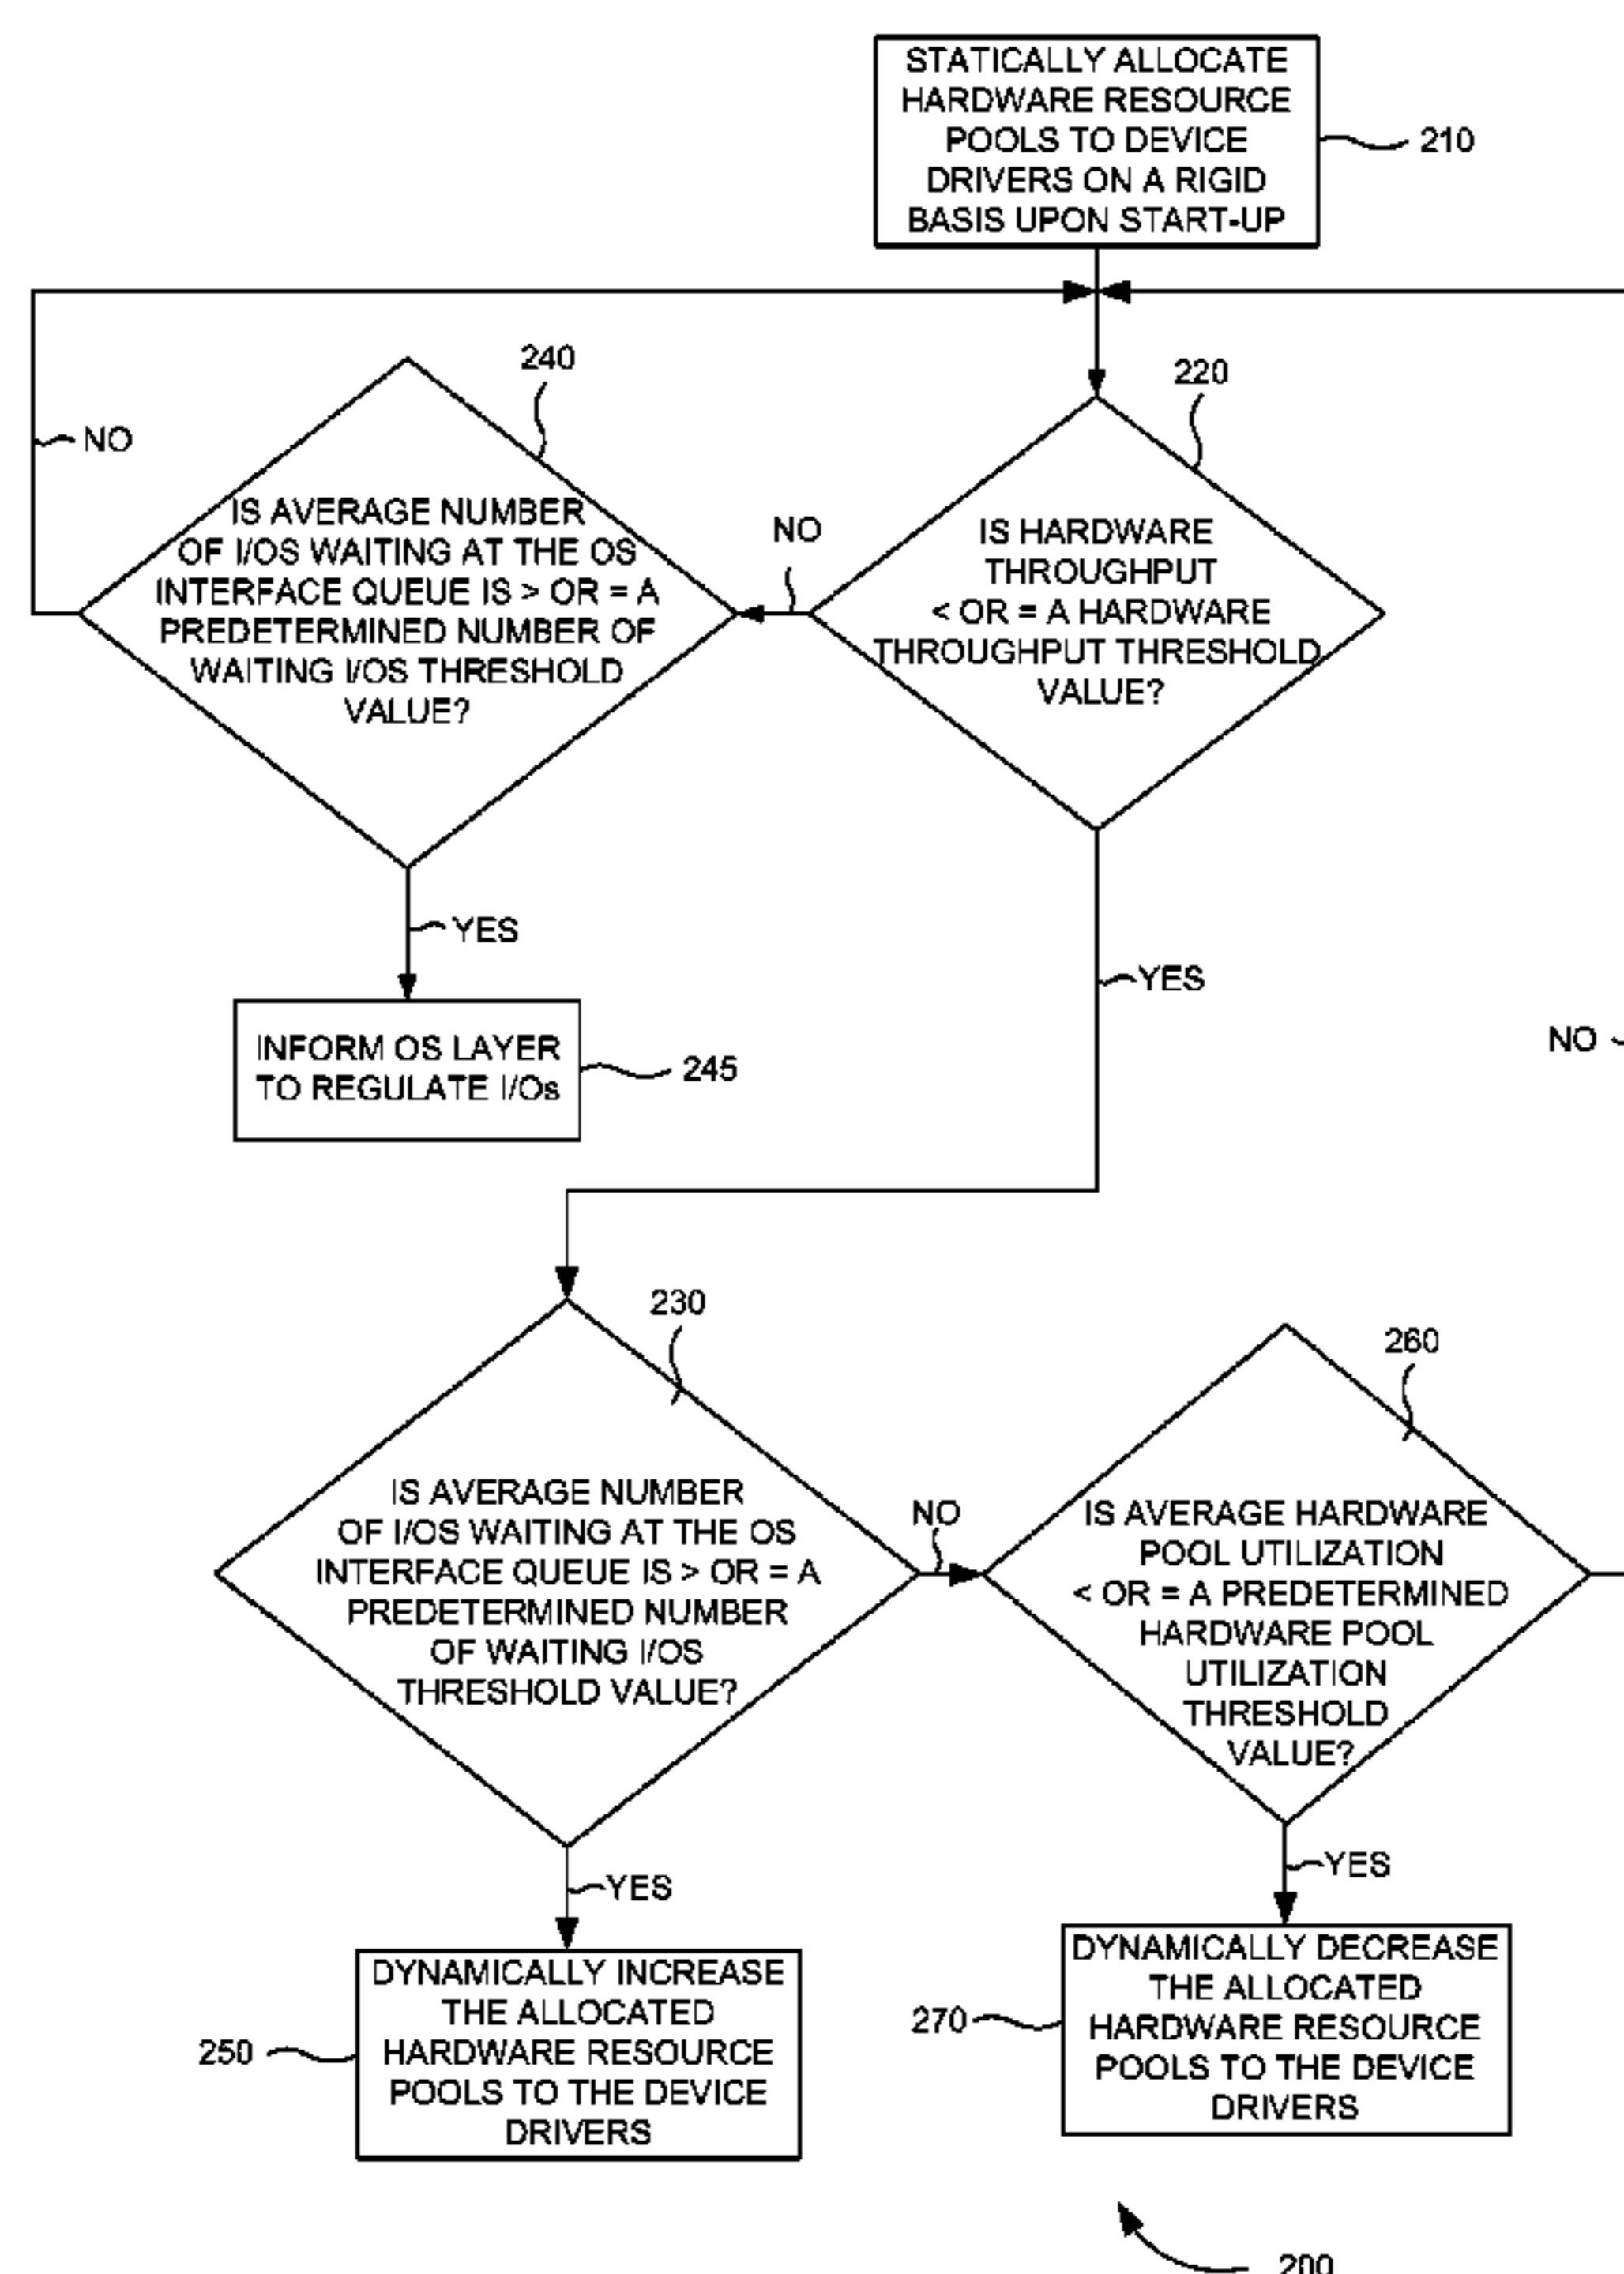 STATICALLY ALLOCATE
HARDWARE RESOURCE
POOLS TO DEVICE
DRIVERS ON A RIGID
BASIS UPON START-UP
210
240
220
NO
IS AVERAGE NUMBER
OF I/OS WAITING AT THE OS
INTERFACE QUEUE IS > OR = A
PREDETERMINED NUMBER OF
WAITING I/OS THRESHOLD
VALUE?
NO
IS HARDWARE
THROUGHPUT
< OR = A HARDWARE
THROUGHPUT THRESHOLD
VALUE?
YES
YES
INFORM OS LAYER
TO REGULATE I/Os
245
NO
230
260
IS AVERAGE NUMBER
OF I/OS WAITING AT THE OS
INTERFACE QUEUE IS > OR = A
PREDETERMINED NUMBER
OF WAITING I/OS
THRESHOLD VALUE?
NO
IS AVERAGE HARDWARE
POOL UTILIZATION
< OR = A PREDETERMINED
HARDWARE POOL
UTILIZATION
THRESHOLD
VALUE?
YES
YES
DYNAMICALLY INCREASE
THE ALLOCATED
HARDWARE RESOURCE
POOLS TO THE DEVICE
DRIVERS
250
DYNAMICALLY DECREASE
THE ALLOCATED
HARDWARE RESOURCE
POOLS TO THE DEVICE
DRIVERS
270
200